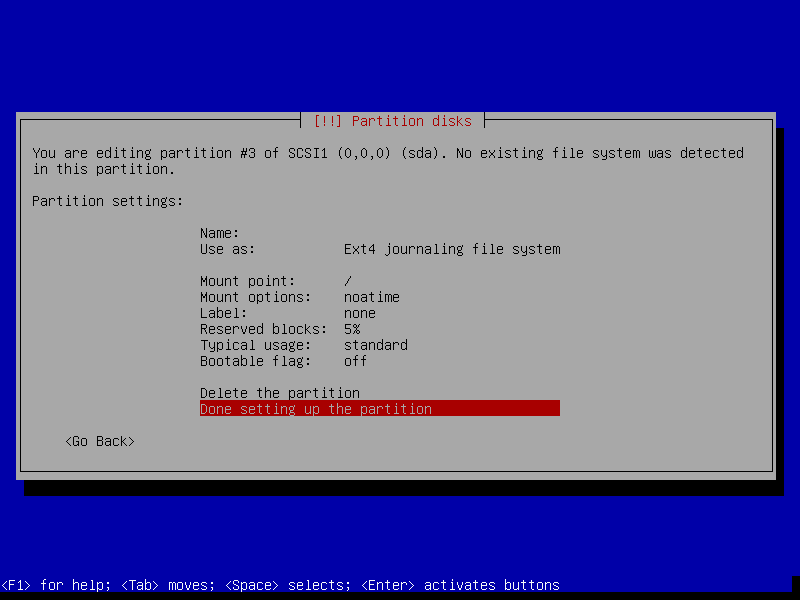 [!!] Partition disks
You are editing partition #3 of SCSI1 (0,0,0) (sda). No existing file system was detected
in this partition.
Partition settings:
Name:
Use as: Ext4 journaling file system
Mount point: /
Mount options: noatime
Label: none
Reserved blocks: 5%
Typical usage: standard
Bootable flag: off
Delete the partition
Done setting up the partition
<Go Back>
<F1> for help; <Tab> moves; <Space> selects; <Enter> activates buttons